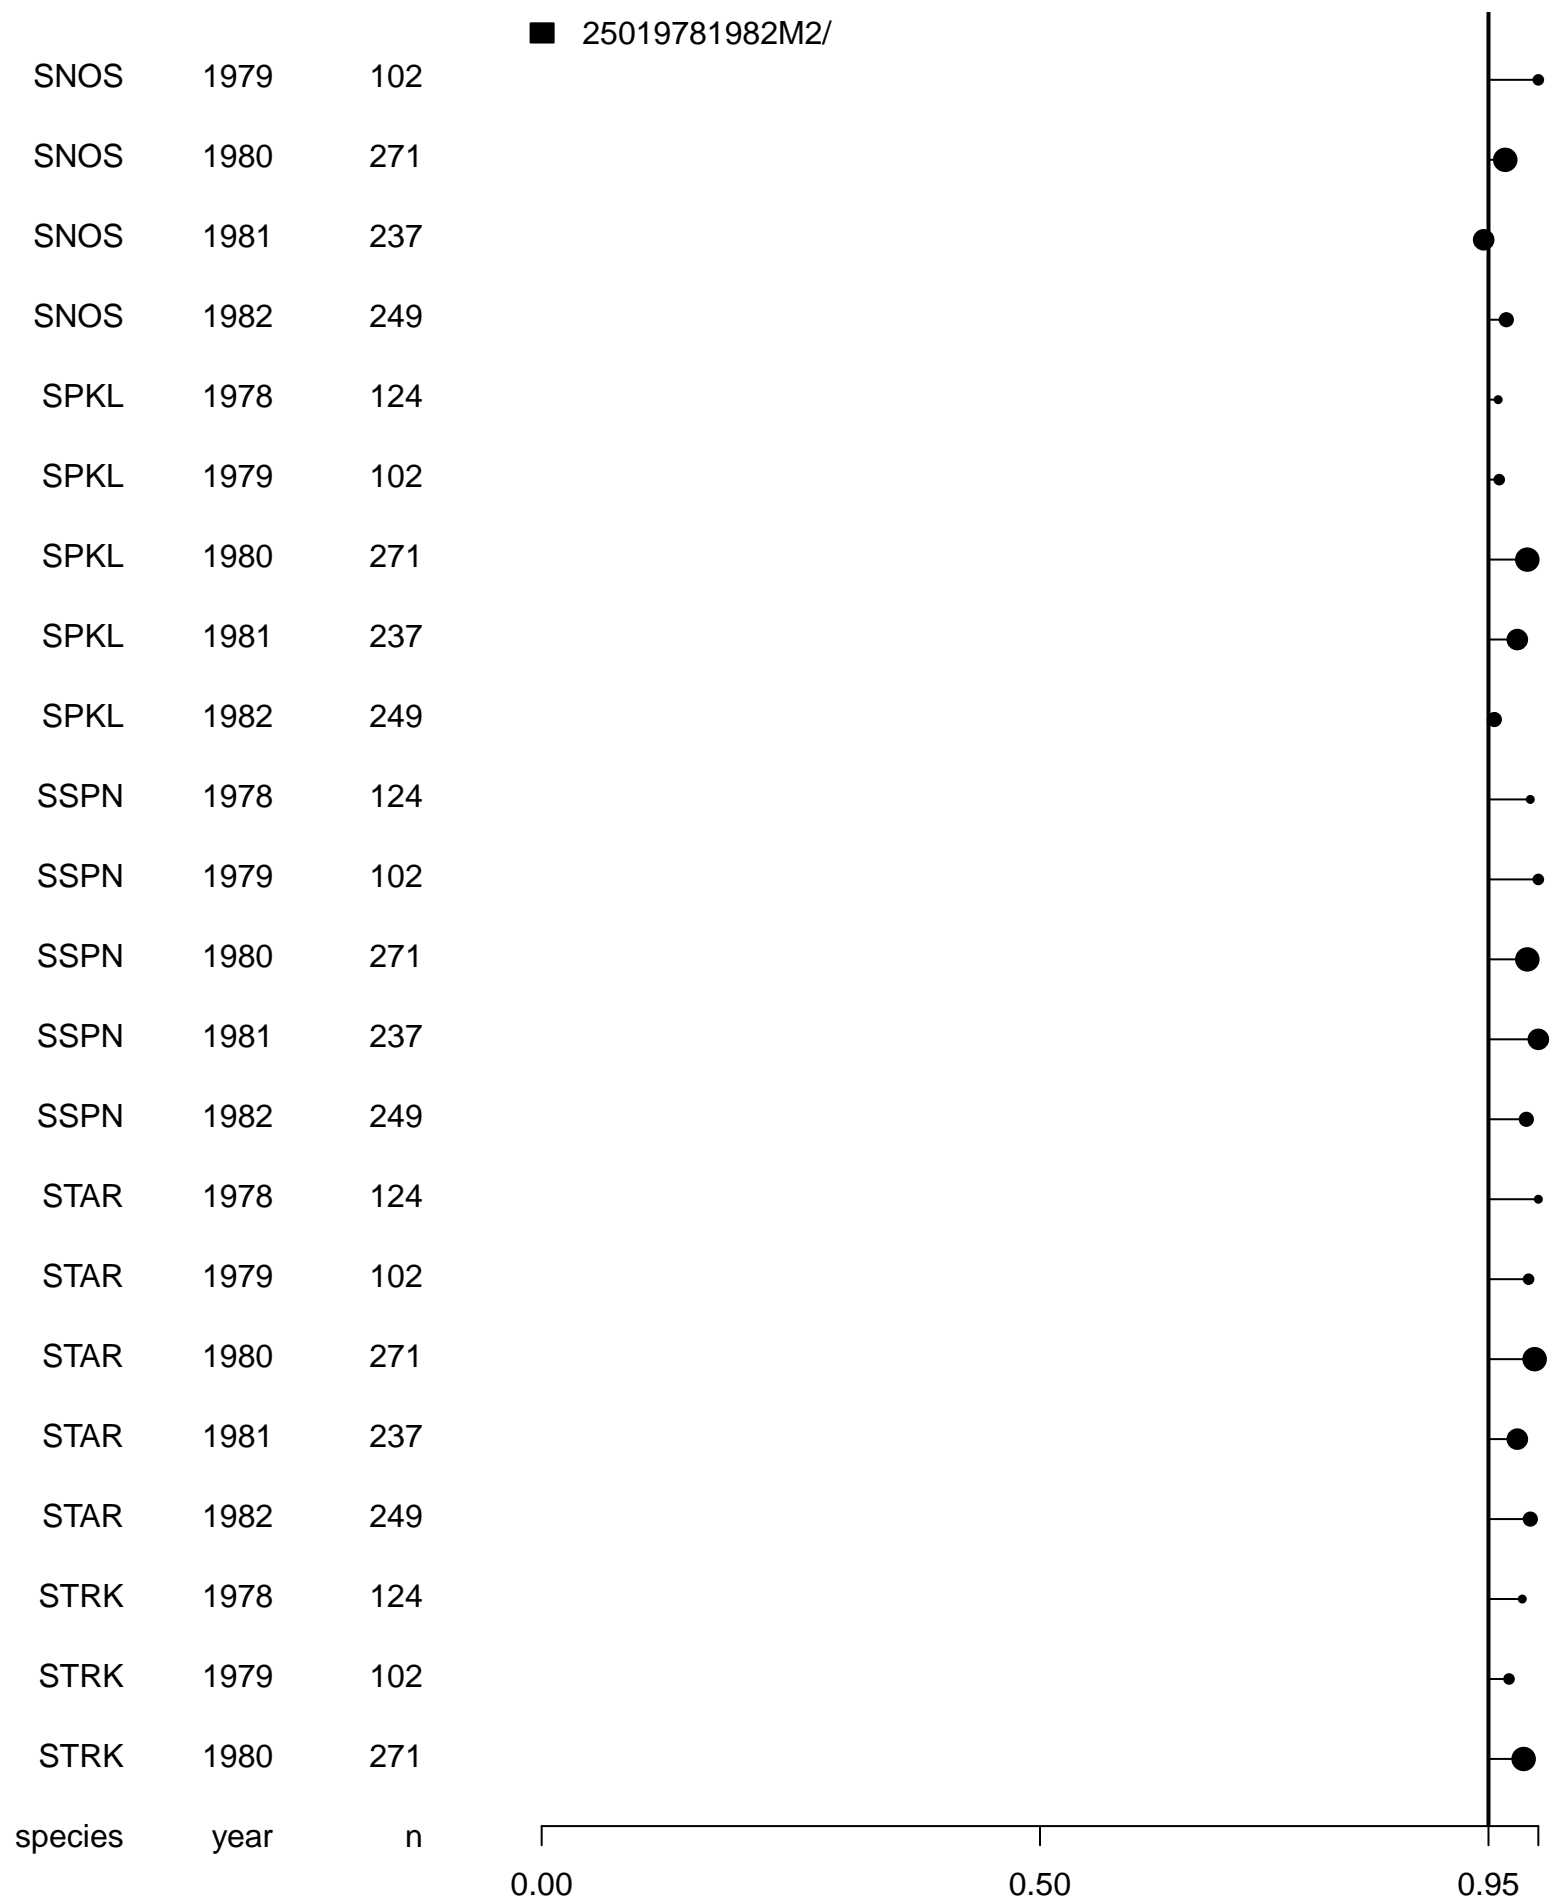 25019781982M2/
SNOS 1979 102
SNOS 1980 271
SNOS 1981 237
SNOS 1982 249
SPKL 1978 124
SPKL 1979 102
SPKL 1980 271
SPKL 1981 237
SPKL 1982 249
SSPN 1978 124
SSPN 1979 102
SSPN 1980 271
SSPN 1981 237
SSPN 1982 249
STAR 1978 124
STAR 1979 102
STAR 1980 271
STAR 1981 237
STAR 1982 249
STRK 1978 124
STRK 1979 102
STRK 1980 271
species year n
0.00 0.50 0.95